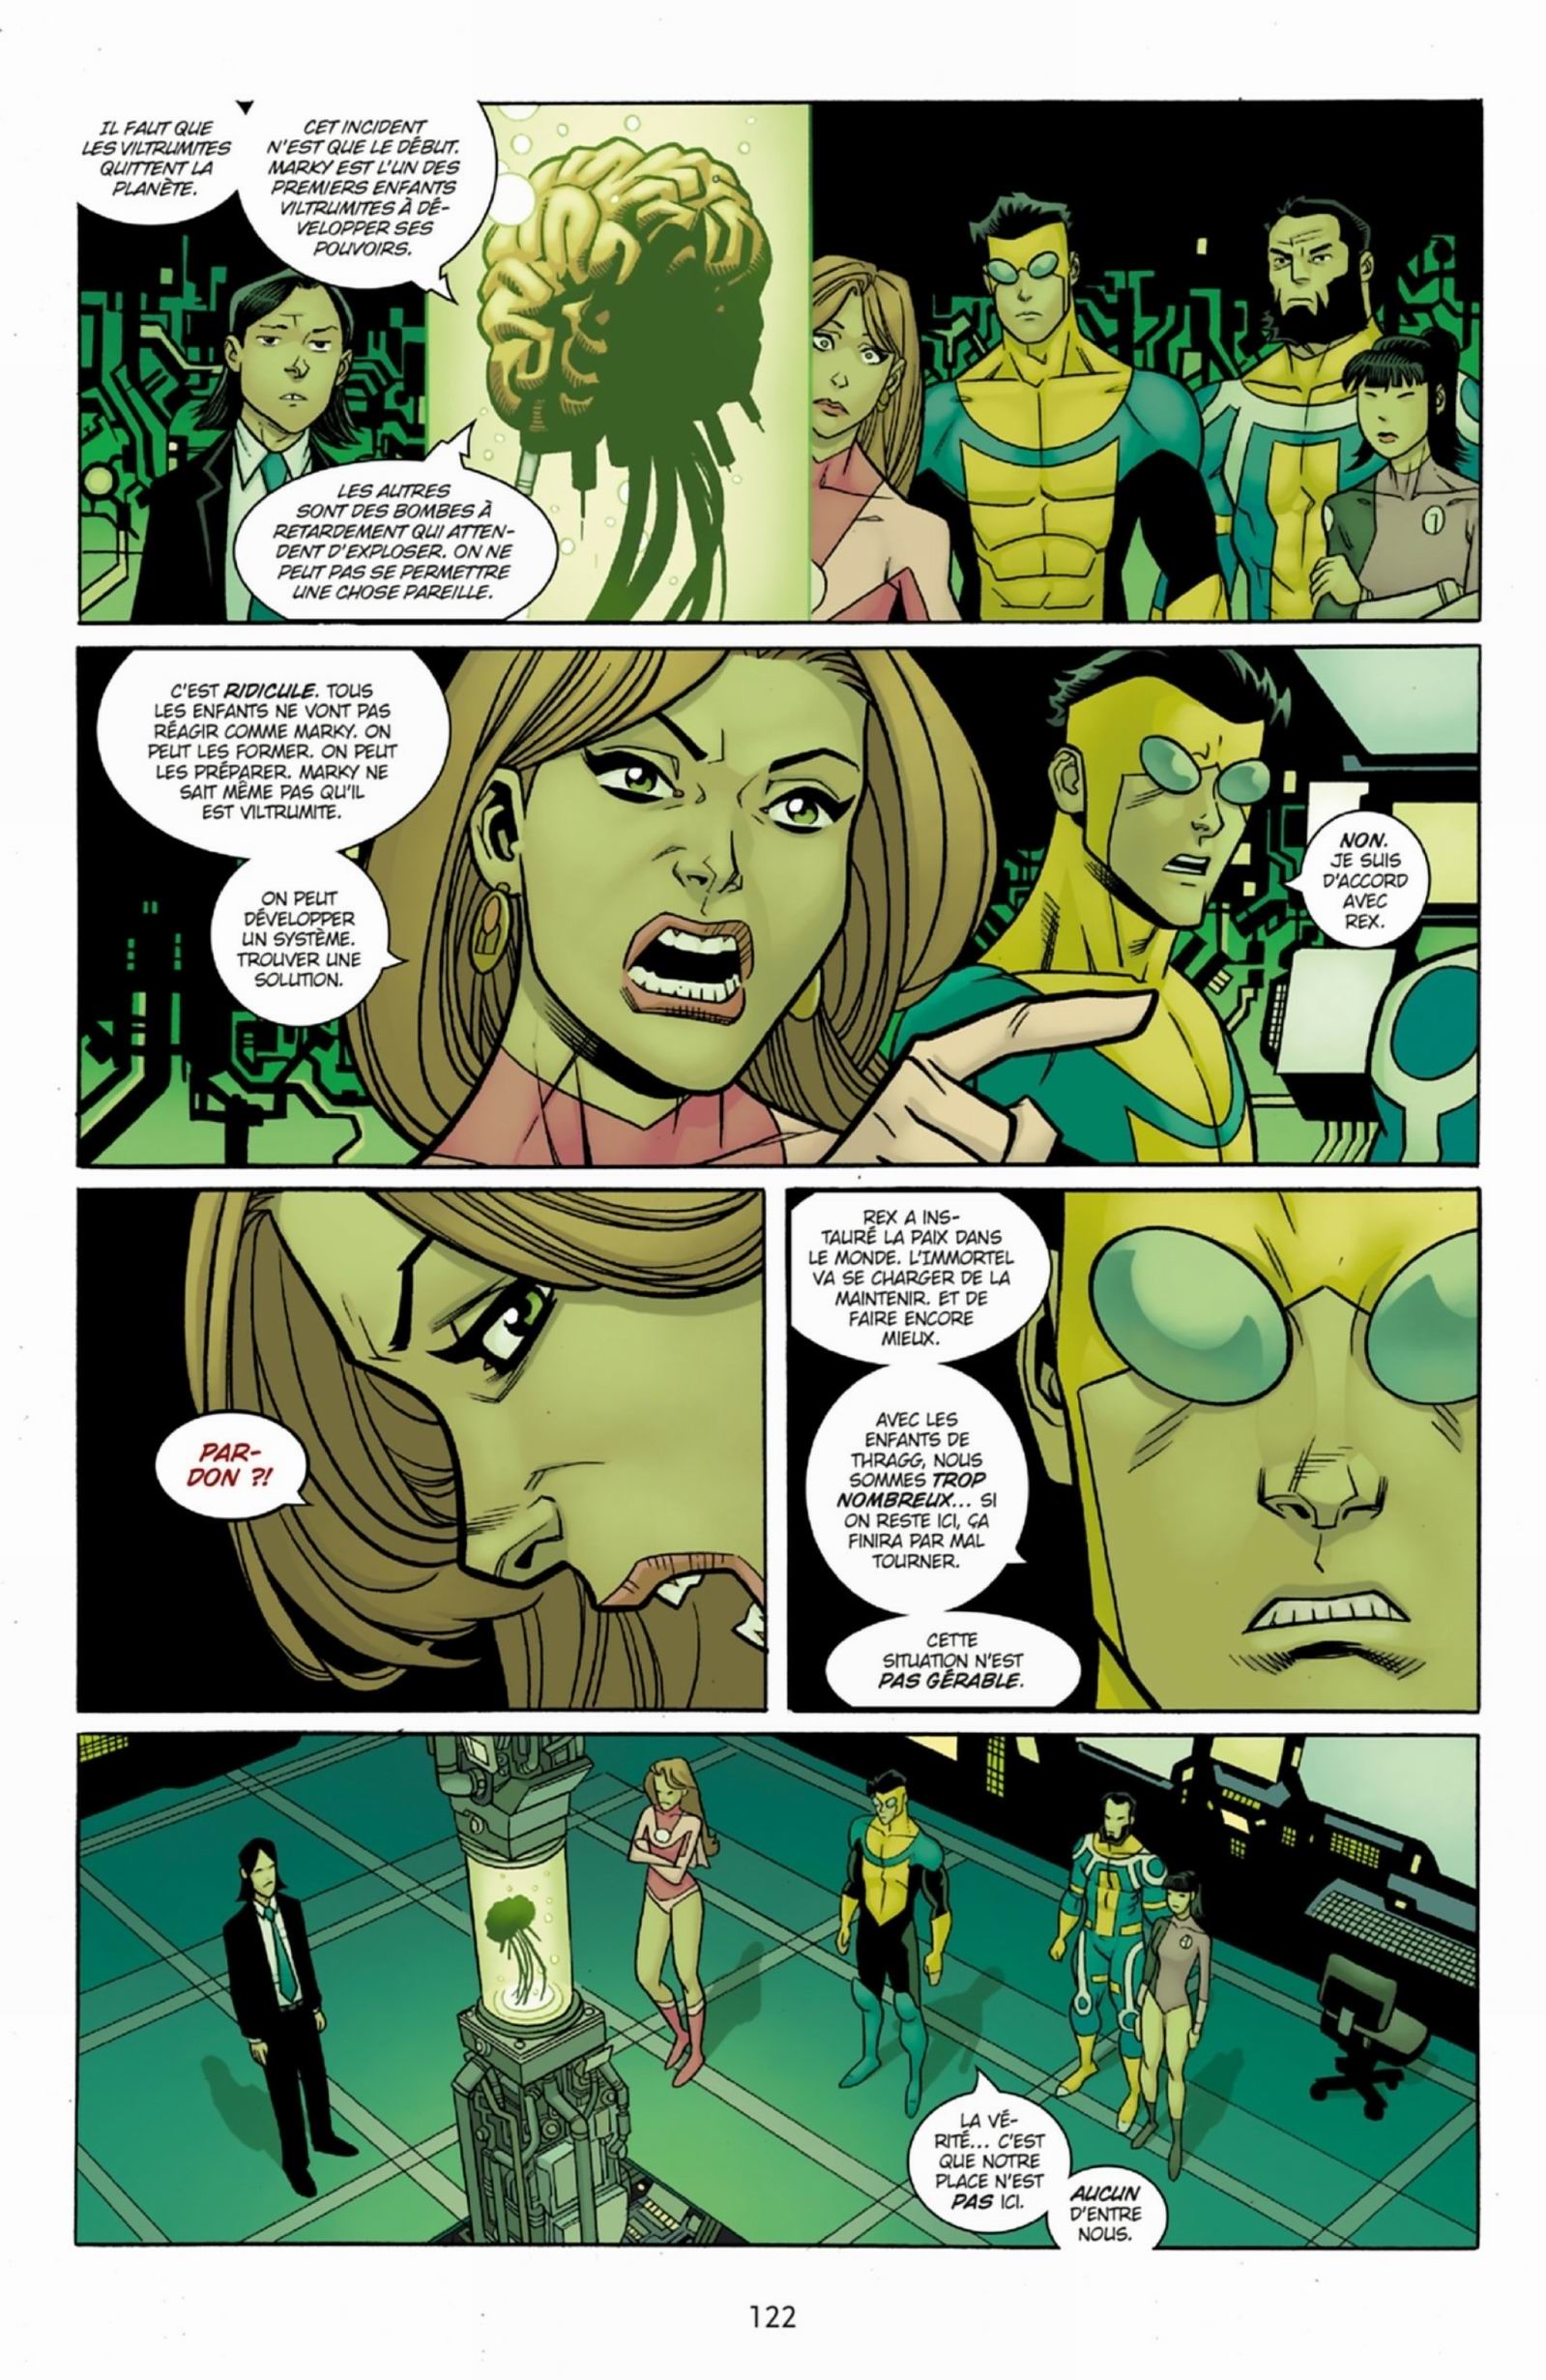 IL FAUT QUE
LES VILTRUMITES
QUITTENT LA
PLANÈTE.
CET INCIDENT
N'EST QUE LE DÉBUT.
MARKY EST L'UN DES
PREMIERS ENFANTS
VILTRUMITES À DÉ-
VELOPPER SES
POUVOIRS.
LES AUTRES
SONT DES BOMBES À
RETARDEMENT QUI ATTEN-
DENT D'EXPLOSER. ON NE
PEUT PAS SE PERMETTRE
UNE CHOSE PAREILLE.
C'EST RIDICULE. TOUS
LES ENFANTS NE VONT PAS
RÉAGIR COMME MARKY. ON
PEUT LES FORMER. ON PEUT
LES PRÉPARER. MARKY NE
SAIT MÊME PAS QU'IL
EST VILTRUMITE.
ON PEUT
DÉVELOPPER
UN SYSTÈME.
TROUVER UNE
SOLUTION.
NON.
JE SUIS
D'ACCORD
AVEC
REX.
PAR-
DON ?!
REX A INS-
TAURÉ LA PAIX DANS
LE MONDE. L'IMMORTEL
VA SE CHARGER DE LA
MAINTENIR. ET DE
FAIRE ENCORE
MIEUX.
AVEC LES
ENFANTS DE
THRAGG, NOUS
SOMMES TROP
NOMBREUX... SI
ON RESTE ICI, ÇA
FINIRA PAR MAL
TOURNER.
CETTE
SITUATION N'EST
PAS GÉRABLE.
LA VÉ-
RITÉ... C'EST
QUE NOTRE
PLACE N'EST
PAS ICI.
AUCUN
D'ENTRE
NOUS.
122